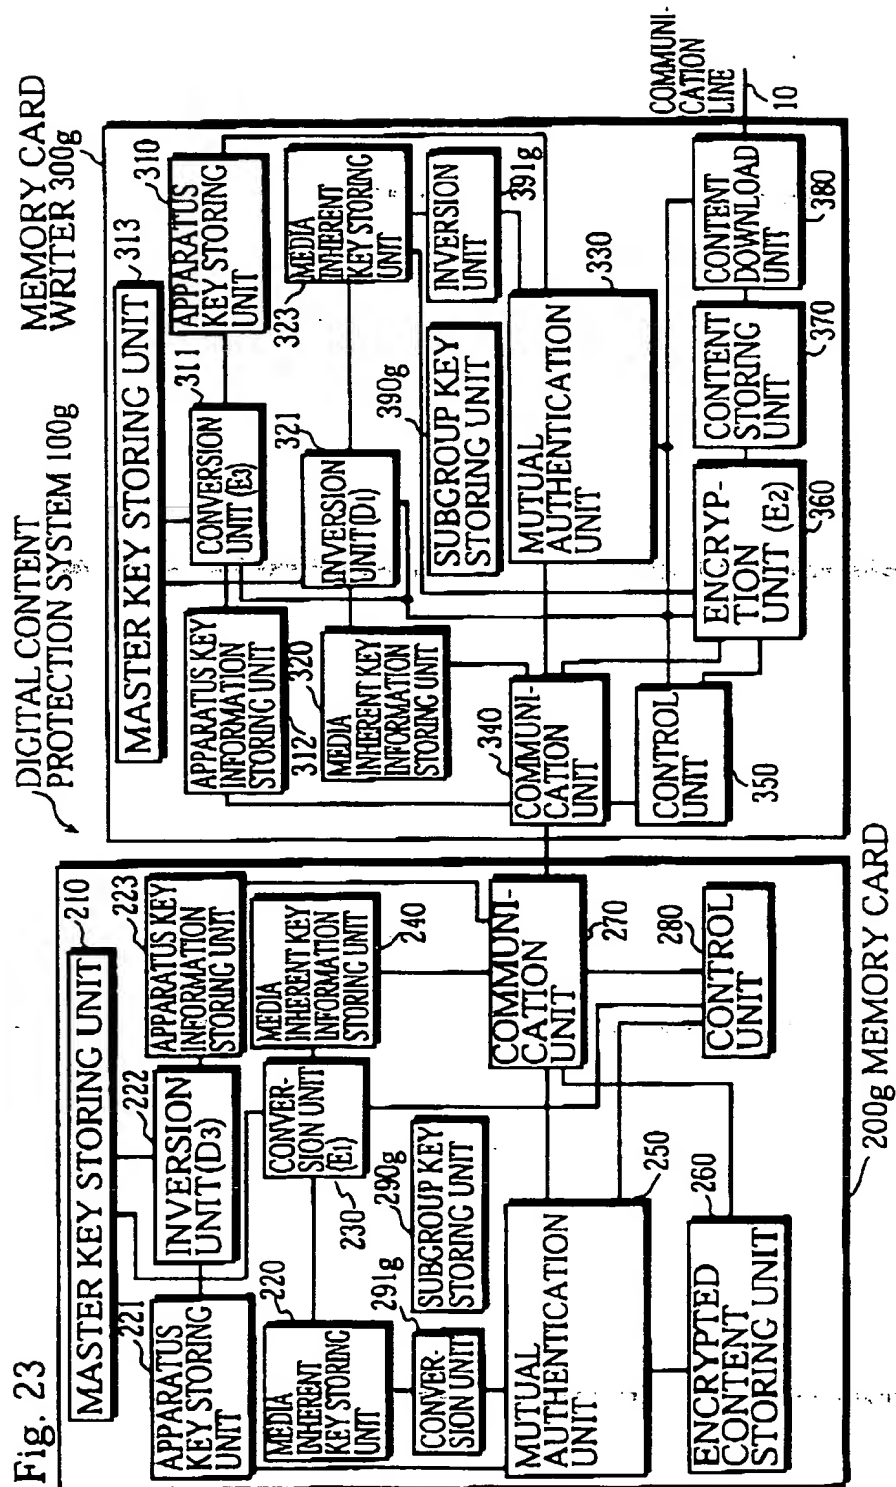 Fig. 23
DIGITAL CONTENT
PROTECTION SYSTEM 100g
MEMORY CARD
WRITER 300g
MASTER KEY STORING UNIT
210
APPARATUS
KEY STORING
UNIT
221
INVERSION
UNIT(D3)
222
APPARATUS KEY
INFORMATION
STORING UNIT
223
MEDIA
INHERENT
KEY STORING
UNIT
220
CONVER-
SION UNIT
(E1)
230
MEDIA
INHERENT KEY
INFORMATION
STORING UNIT
240
CONVER-
SION UNIT
291g
SUBGROUP KEY
STORING UNIT
290g
MUTUAL
AUTHENTICATION
UNIT
250
COMMUNI-
CATION
UNIT
270
ENCRYPTED
CONTENT
STORING UNIT
260
CONTROL
UNIT
280
200g MEMORY CARD
MASTER KEY STORING UNIT
313
APPARATUS KEY
INFORMATION
STORING UNIT
312
CONVERSION
UNIT (E3)
311
APPARATUS
KEY STORING
UNIT
310
MEDIA
INHERENT KEY
INFORMATION
STORING UNIT
320
INVERSION
UNIT(D1)
321
MEDIA
INHERENT
KEY STORING
UNIT
323
SUBGROUP KEY
STORING UNIT
390g
INVERSION
UNIT
391g
COMMUNI-
CATION
UNIT
340
MUTUAL
AUTHENTICATION
UNIT
330
CONTROL
UNIT
350
ENCRYP-
TION
UNIT (E2)
360
CONTENT
STORING
UNIT
370
CONTENT
DOWNLOAD
UNIT
380
COMMUNI-
CATION
LINE
10